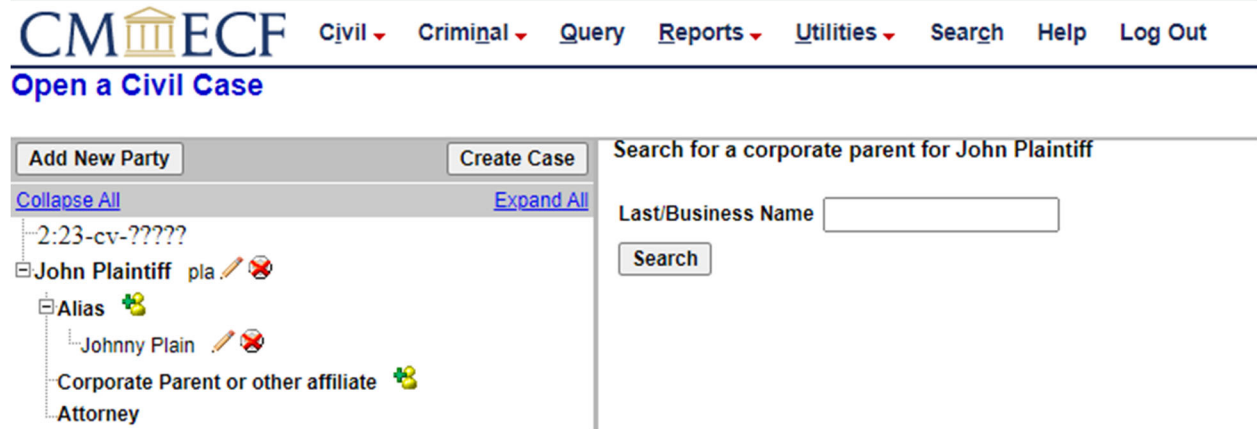 CM ECF Civil Criminal Query Reports Utilities Search Help Log Out
Open a Civil Case
Add New Party Create Case
Collapse All Expand All
2:23-cv-?????
John Plaintiff pla
Alias
Johnny Plain
Corporate Parent or other affiliate
Attorney
Search for a corporate parent for John Plaintiff
Last/Business Name
Search